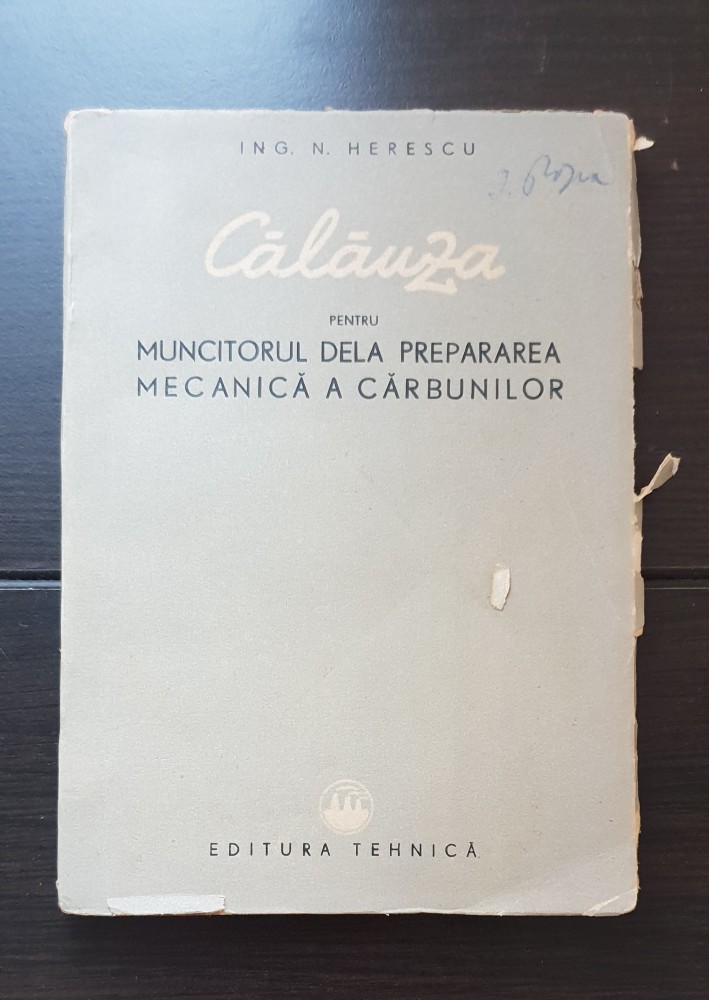 ING. N. HERESCU
Călăuza
PENTRU
MUNCITORUL DELA PREPARAREA
MECANICĂ A CĂRBUNILOR
EDITURA TEHNICĂ